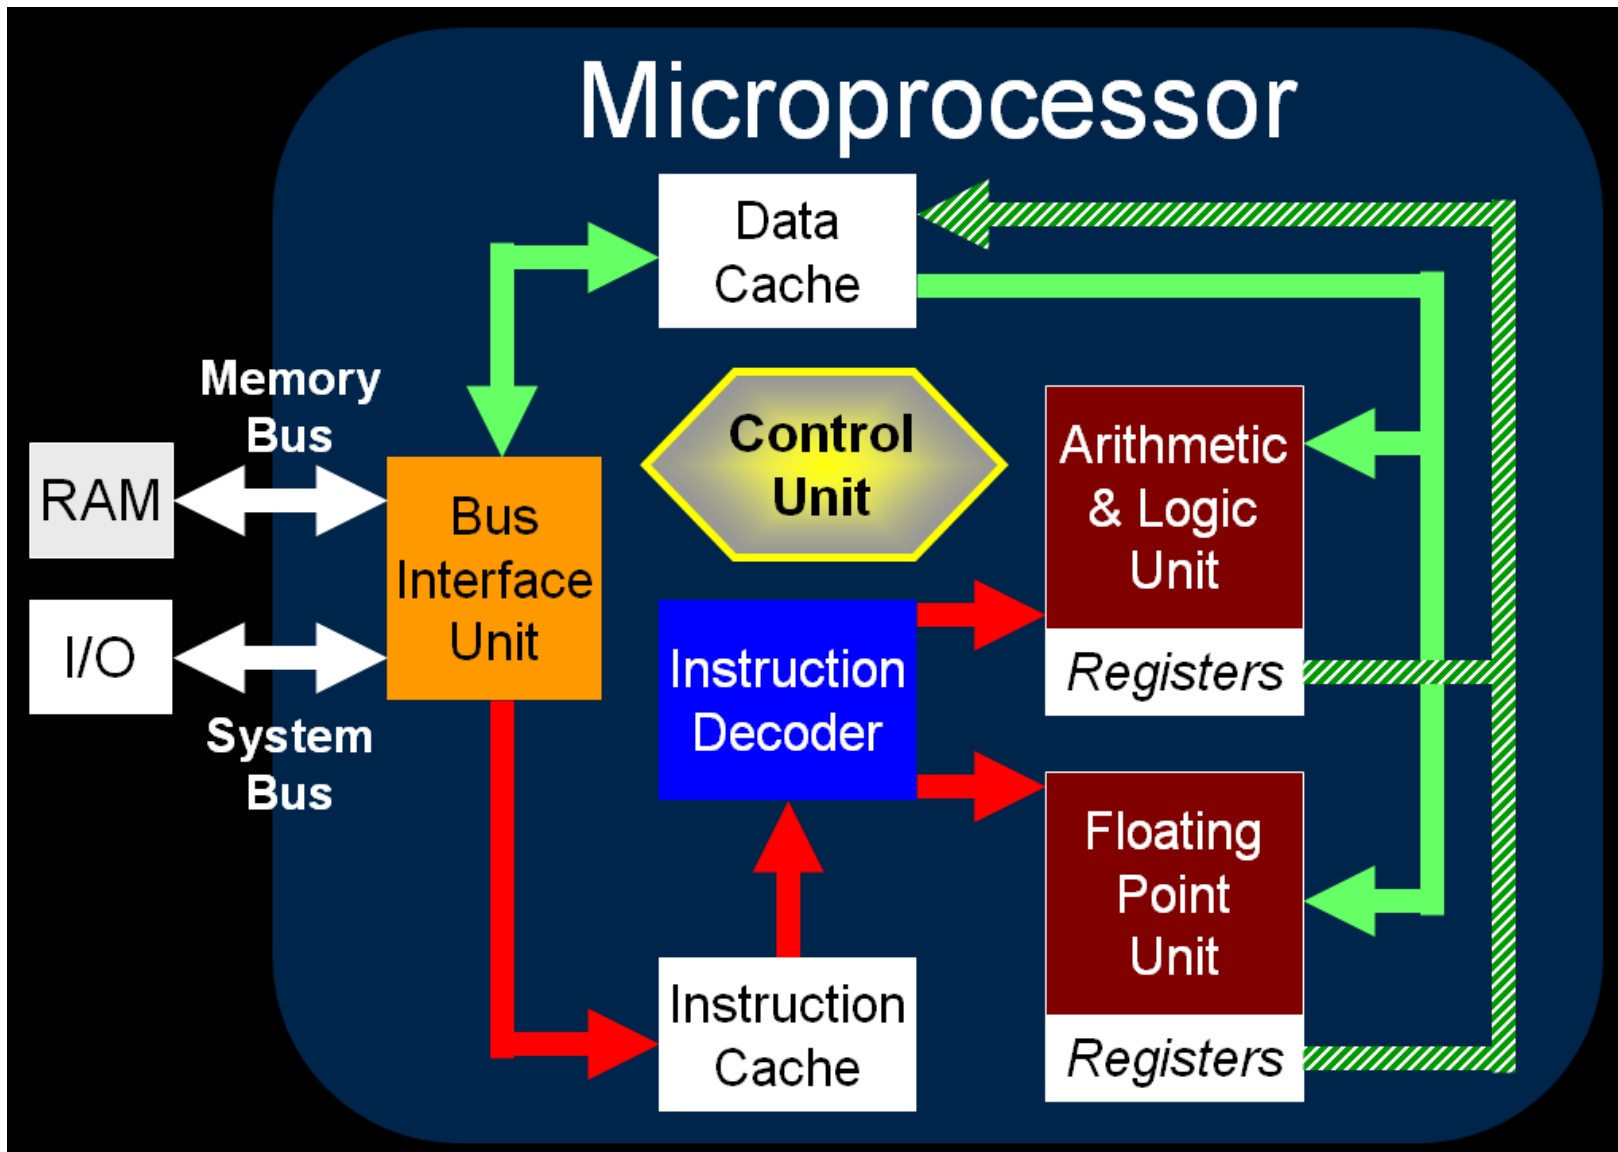 Microprocessor
Data
Cache
Memory
Bus
Control
Unit
Arithmetic
& Logic
Unit
RAM
Bus
Interface
Unit
I/O
Instruction
Decoder
Registers
System
Bus
Floating
Point
Unit
Instruction
Cache
Registers